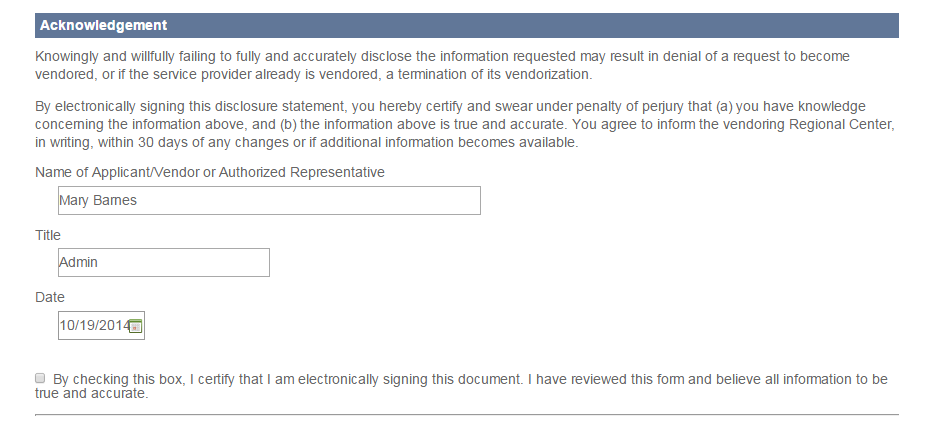 Acknowledgement
Knowingly and willfully failing to fully and accurately disclose the information requested may result in denial of a request to become
vendored, or if the service provider already is vendored, a termination of its vendorization.
By electronically signing this disclosure statement, you hereby certify and swear under penalty of perjury that (a) you have knowledge
concerning the information above, and (b) the information above is true and accurate. You agree to inform the vendoring Regional Center,
in writing, within 30 days of any changes or if additional information becomes available.
Name of Applicant/Vendor or Authorized Representative
Mary Barnes
Title
Admin
Date
10/19/2014
By checking this box, I certify that I am electronically signing this document. I have reviewed this form and believe all information to be
true and accurate.